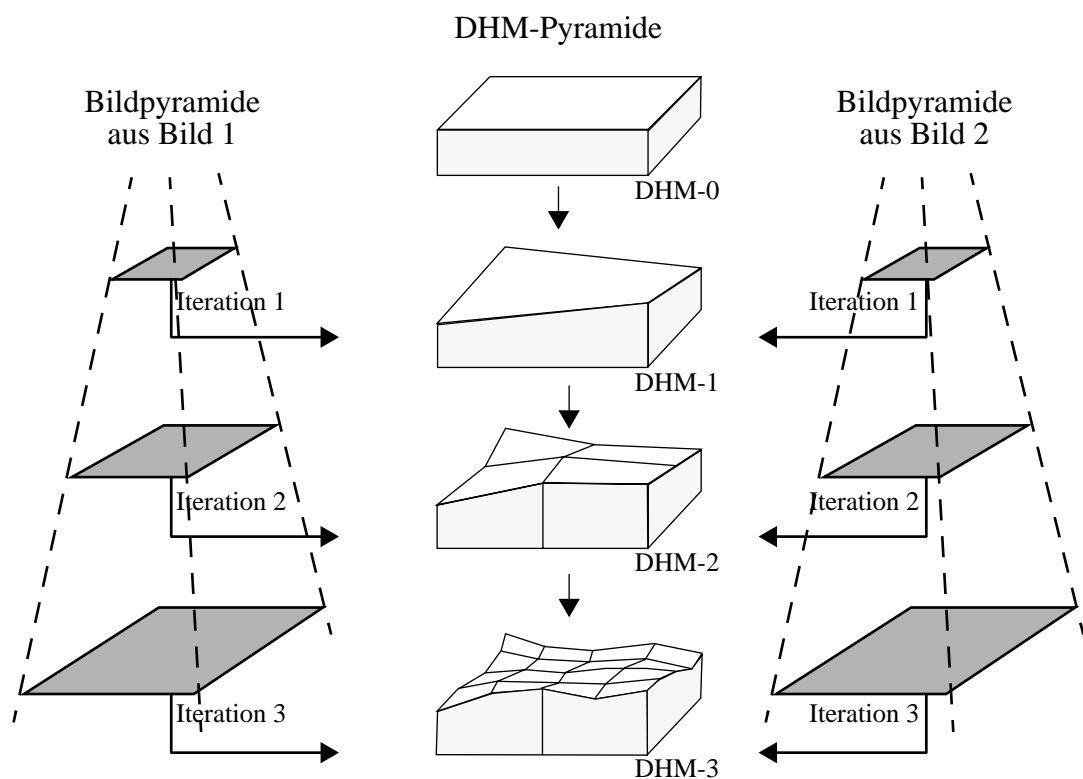 DHM-Pyramide
Bildpyramide
aus Bild 1
Bildpyramide
aus Bild 2
DHM-0
Iteration 1
Iteration 1
DHM-1
Iteration 2
Iteration 2
DHM-2
Iteration 3
Iteration 3
DHM-3